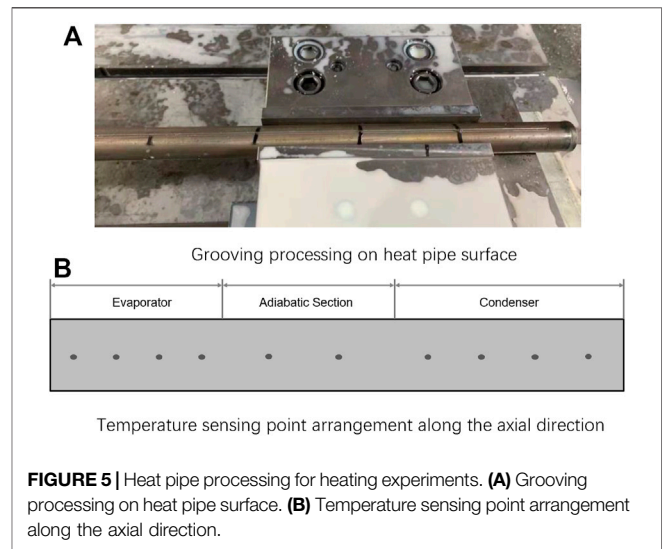 A
Grooving processing on heat pipe surface
B
Evaporator Adiabatic Section Condenser
Temperature sensing point arrangement along the axial direction
FIGURE 5 | Heat pipe processing for heating experiments. (A) Grooving
processing on heat pipe surface. (B) Temperature sensing point arrangement
along the axial direction.